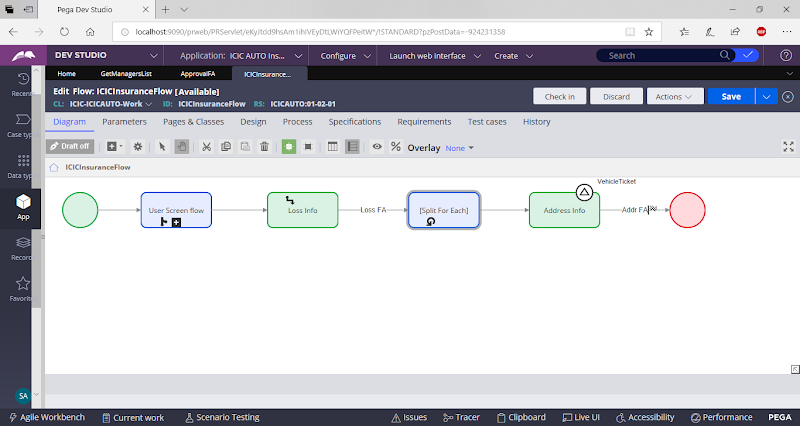 Pega Dev Studio
localhost:9090/prweb/PRServlet/eKyItdd9hsAm1ihIVEyDtLWiYQFPeitW*/!STANDARD?pzPostData=-924231358
DEV STUDIO
Application: ICIC AUTO Ins...
Configure
Launch web interface
Create
Search
Recent
Home
GetManagersList
ApprovalFA
ICICInsurance...
Edit Flow: ICICInsuranceFlow [Available]
CL: ICIC-ICICAUTO-Work
ID: ICICInsuranceFlow
RS: ICICAUTO:01-02-01
Check in
Discard
Actions
Save
Case typ
Diagram
Parameters
Pages & Classes
Design
Process
Specifications
Requirements
Test cases
History
Data typ
Draft off
Overlay
None
App
ICICInsuranceFlow
VehicleTicket
User Screen flow
Loss Info
Loss FA
[Split For Each]
Address Info
Addr FA
Record
Favorite
SA
Agile Workbench
Current work
Scenario Testing
Issues
Tracer
Clipboard
Live UI
Accessibility
Performance
PEGA